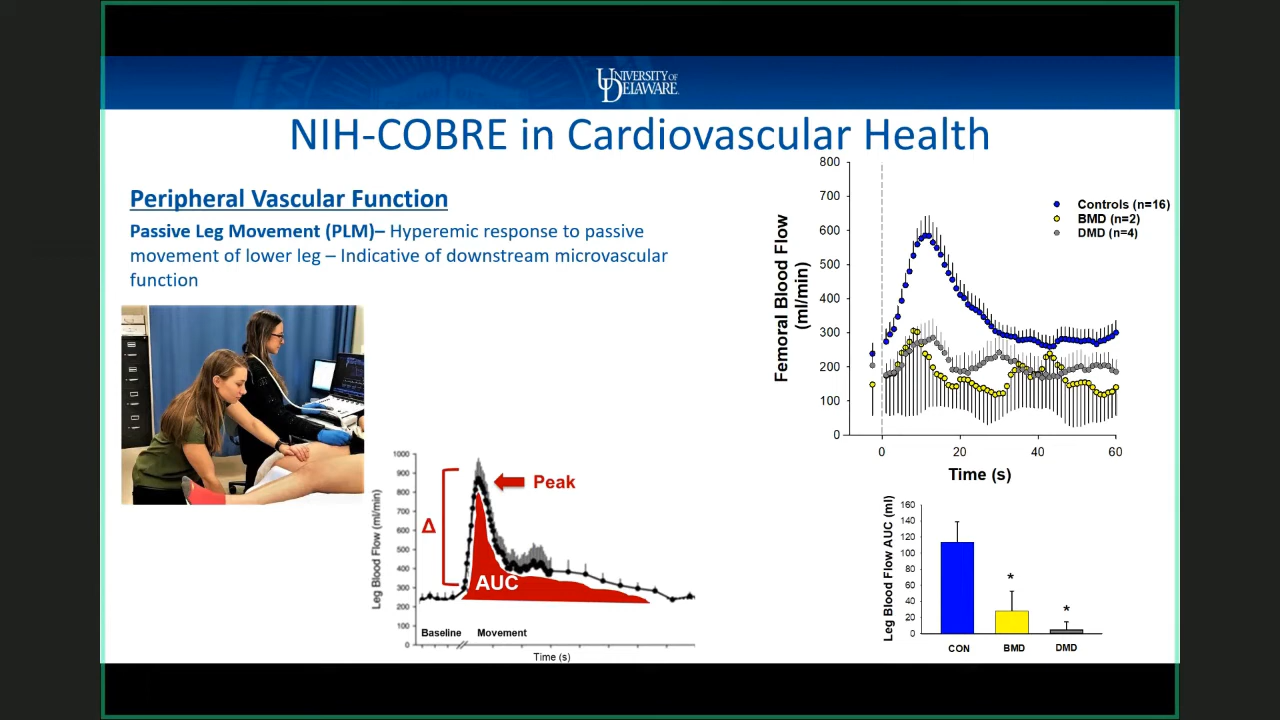 UNIVERSITY OF
DELAWARE
NIH-COBRE in Cardiovascular Health
Peripheral Vascular Function
Passive Leg Movement (PLM)– Hyperemic response to passive
movement of lower leg – Indicative of downstream microvascular
function
800
700
600
500
400
300
200
100
0
Femoral Blood Flow
(ml/min)
0 20 40 60
Time (s)
Controls (n=16)
BMD (n=2)
DMD (n=4)
1000
900
800
700
600
500
400
300
200
100
0
Leg Blood Flow (ml/min)
Δ
Peak
AUC
Baseline Movement
Time (s)
160
140
120
100
80
60
40
20
0
Leg Blood Flow AUC (ml)
*
*
CON BMD DMD